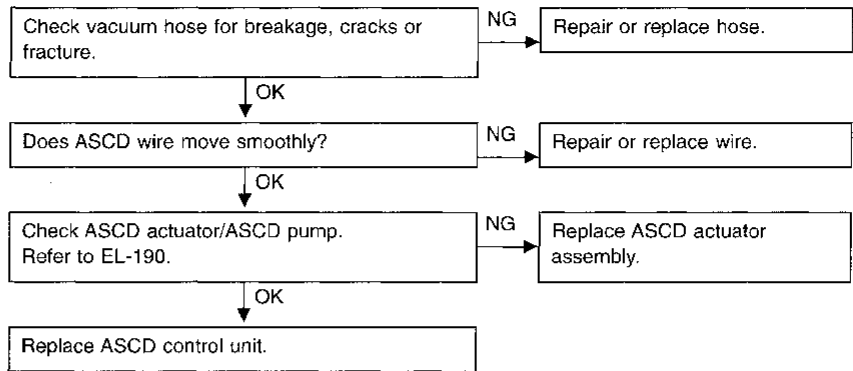 Check vacuum hose for breakage, cracks or
fracture.
NG
Repair or replace hose.
OK
Does ASCD wire move smoothly?
NG
Repair or replace wire.
OK
Check ASCD actuator/ASCD pump.
Refer to EL-190.
NG
Replace ASCD actuator
assembly.
OK
Replace ASCD control unit.